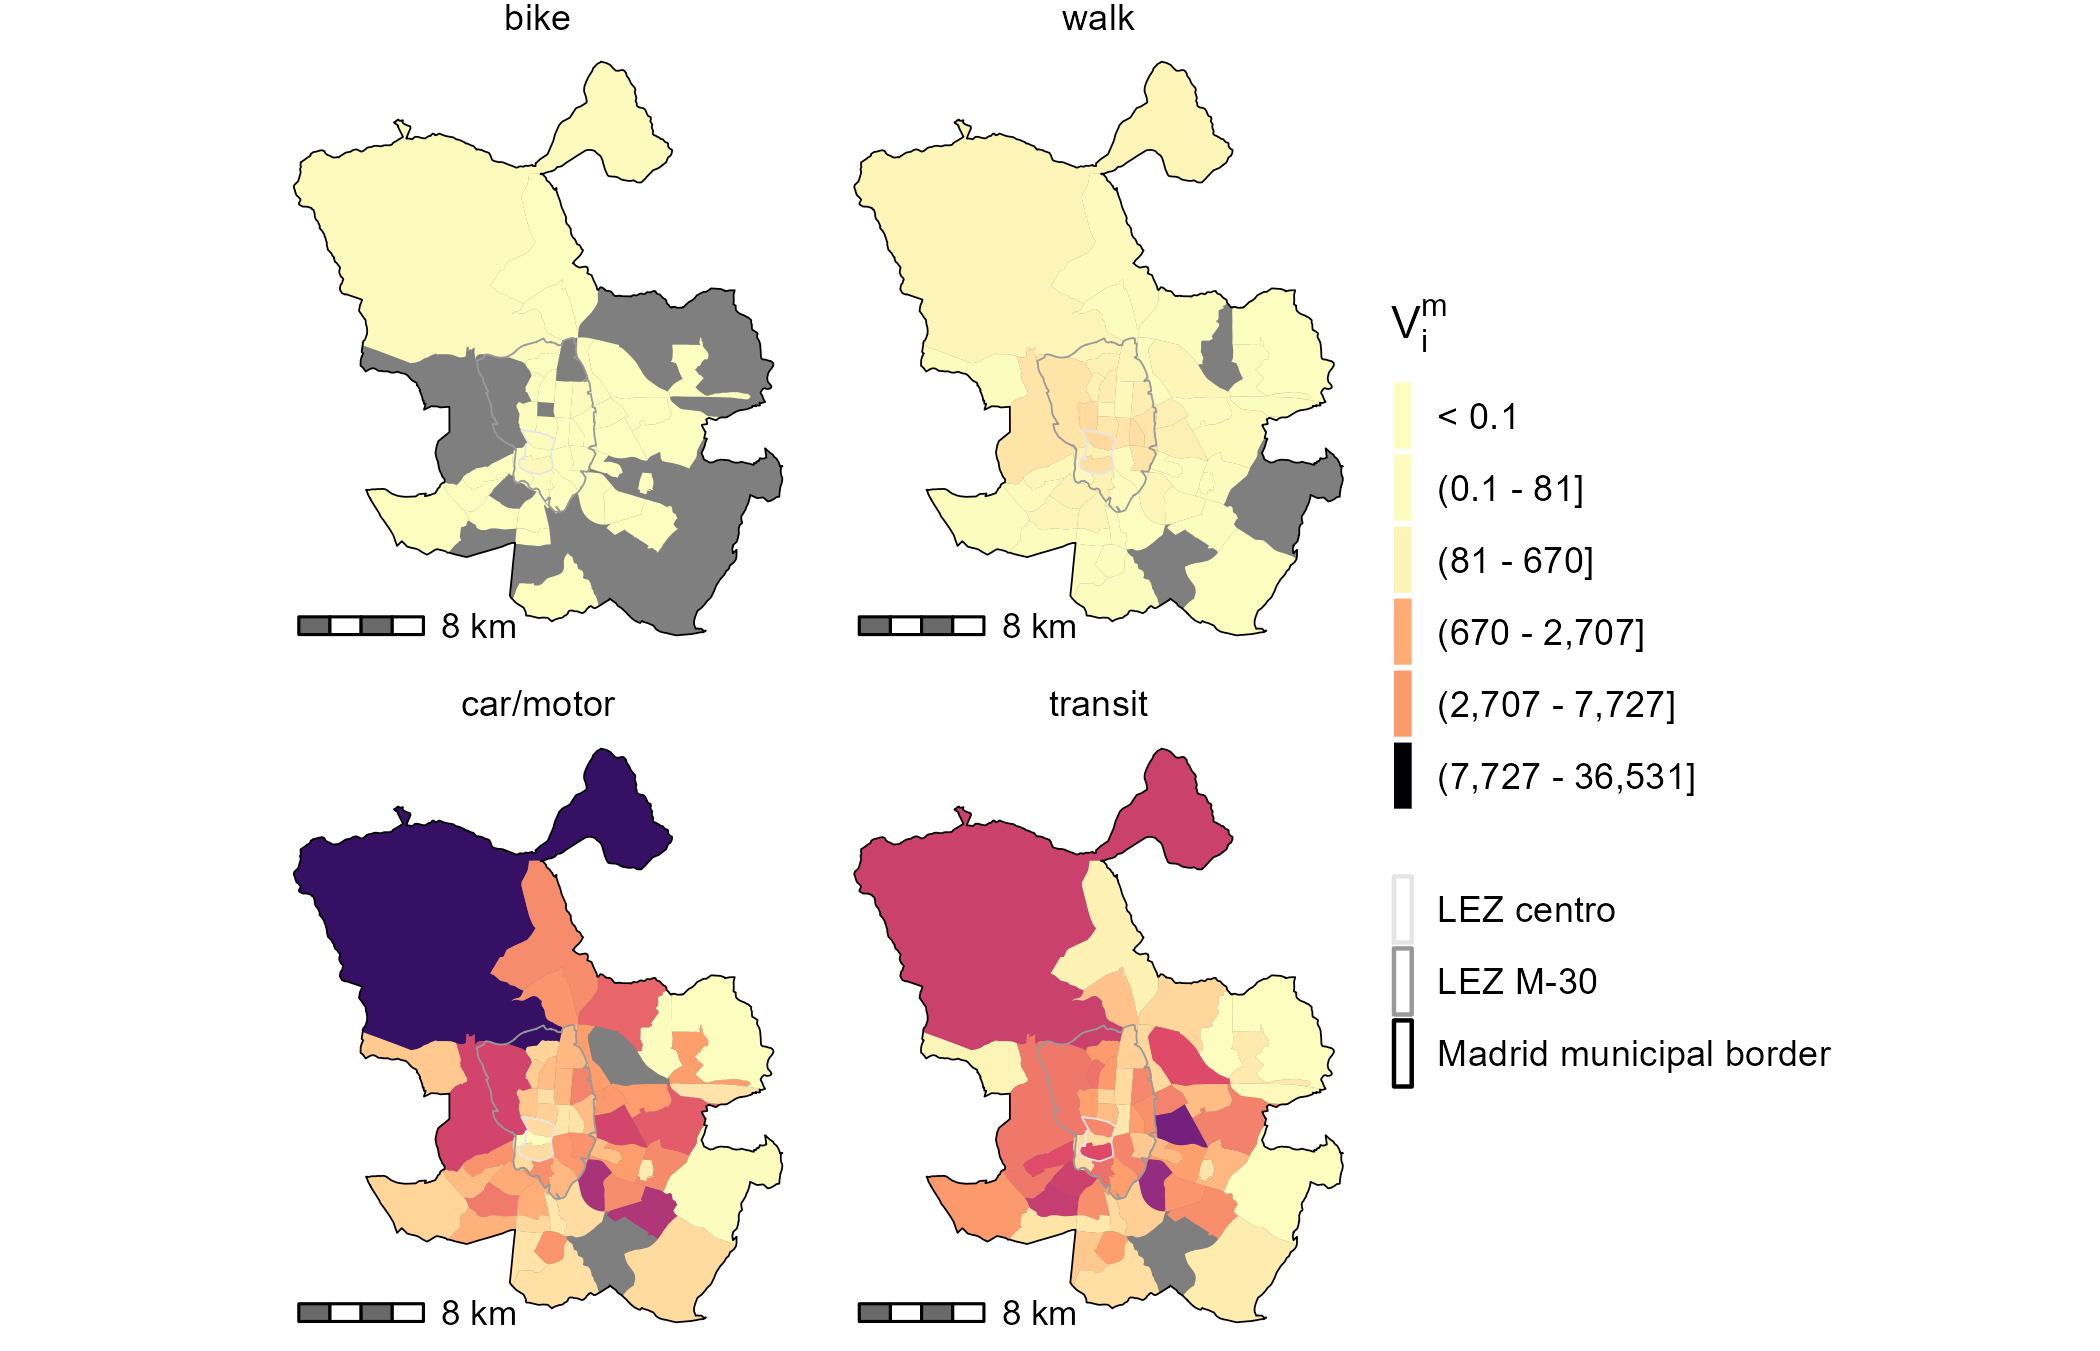 bike
walk
8 km
8 km
car/motor
transit
8 km
8 km
V_i^m
< 0.1
(0.1 - 81]
(81 - 670]
(670 - 2,707]
(2,707 - 7,727]
(7,727 - 36,531]
LEZ centro
LEZ M-30
Madrid municipal border